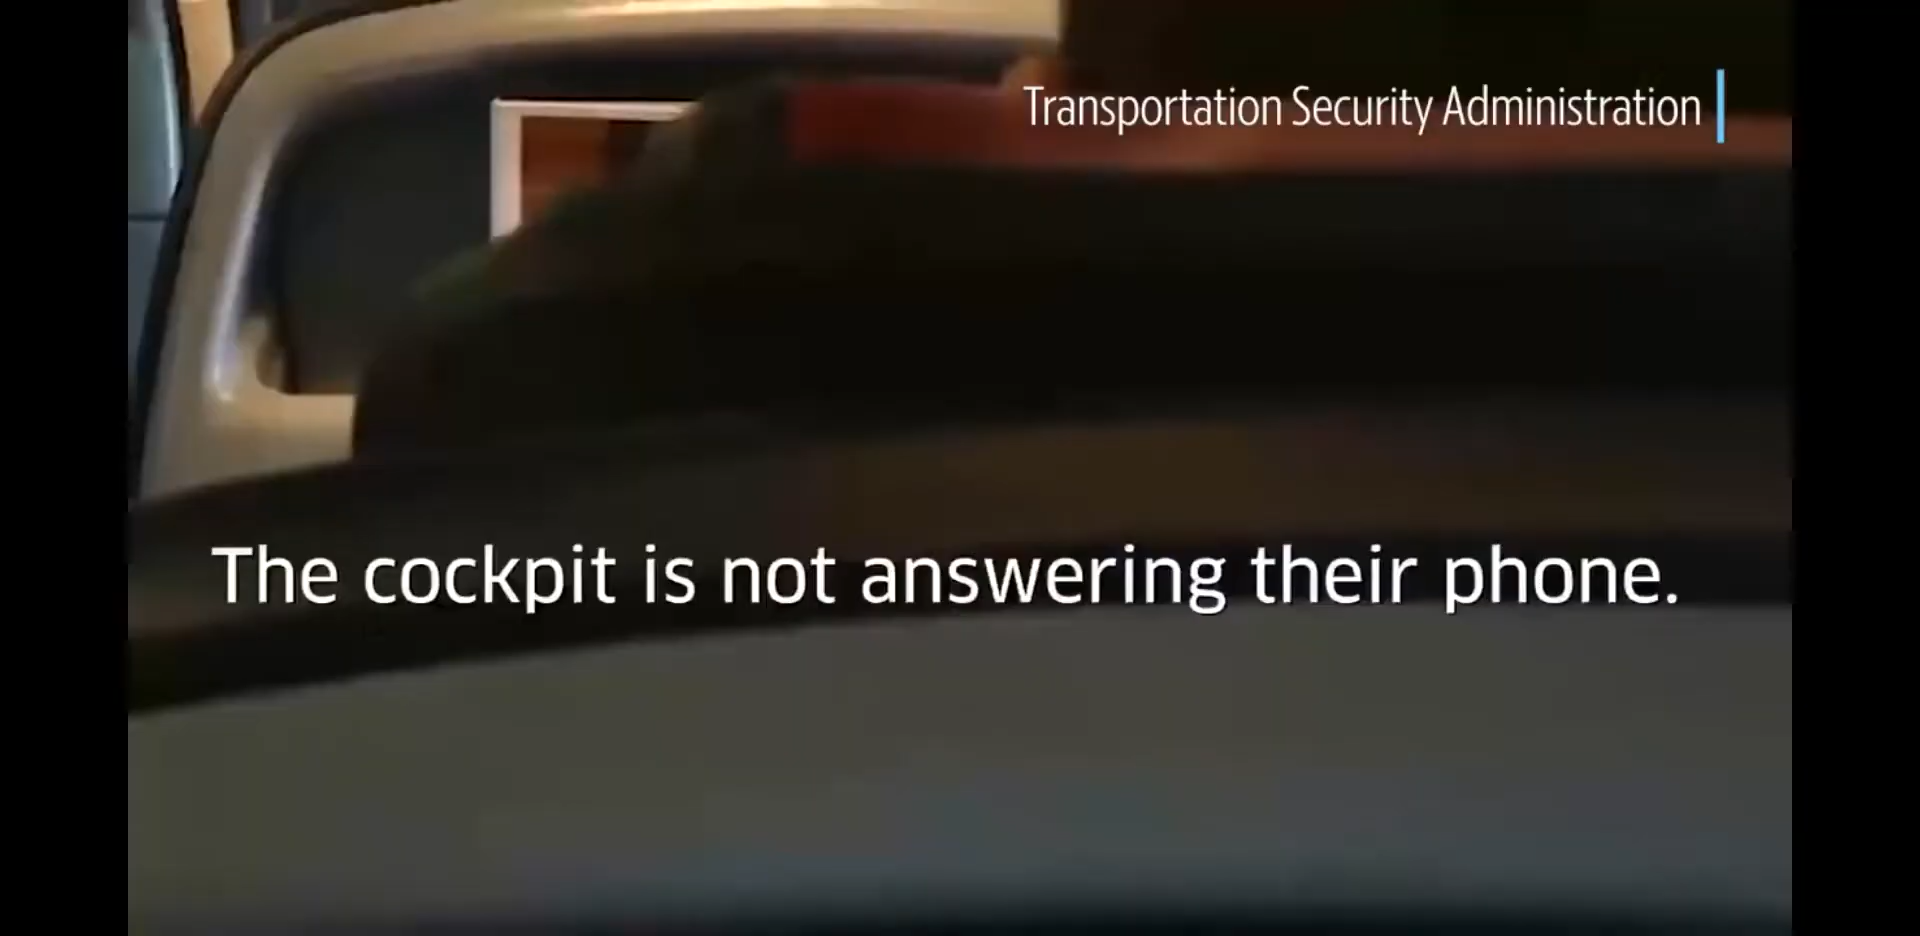 Transportation Security Administration
The cockpit is not answering their phone.